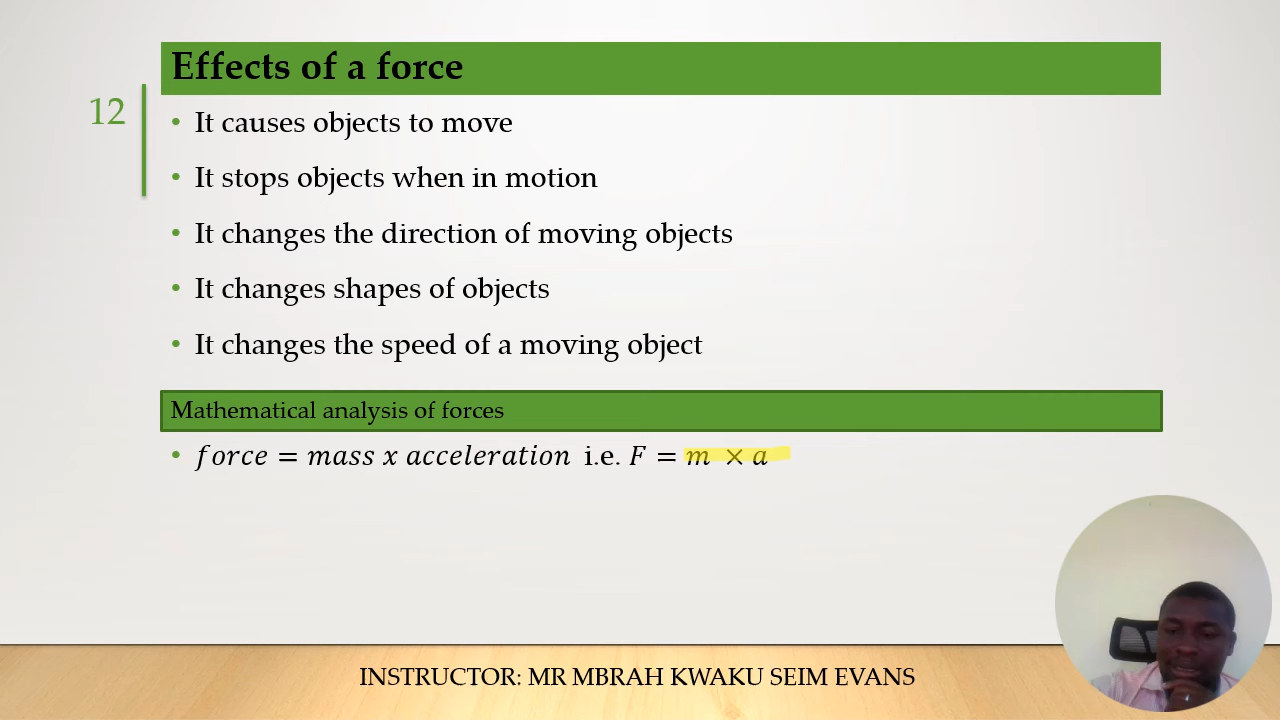 Effects of a force
12
• It causes objects to move
• It stops objects when in motion
• It changes the direction of moving objects
• It changes shapes of objects
• It changes the speed of a moving object
Mathematical analysis of forces
• force = mass x acceleration i.e. F = m × a
INSTRUCTOR: MR MBRAH KWAKU SEIM EVANS